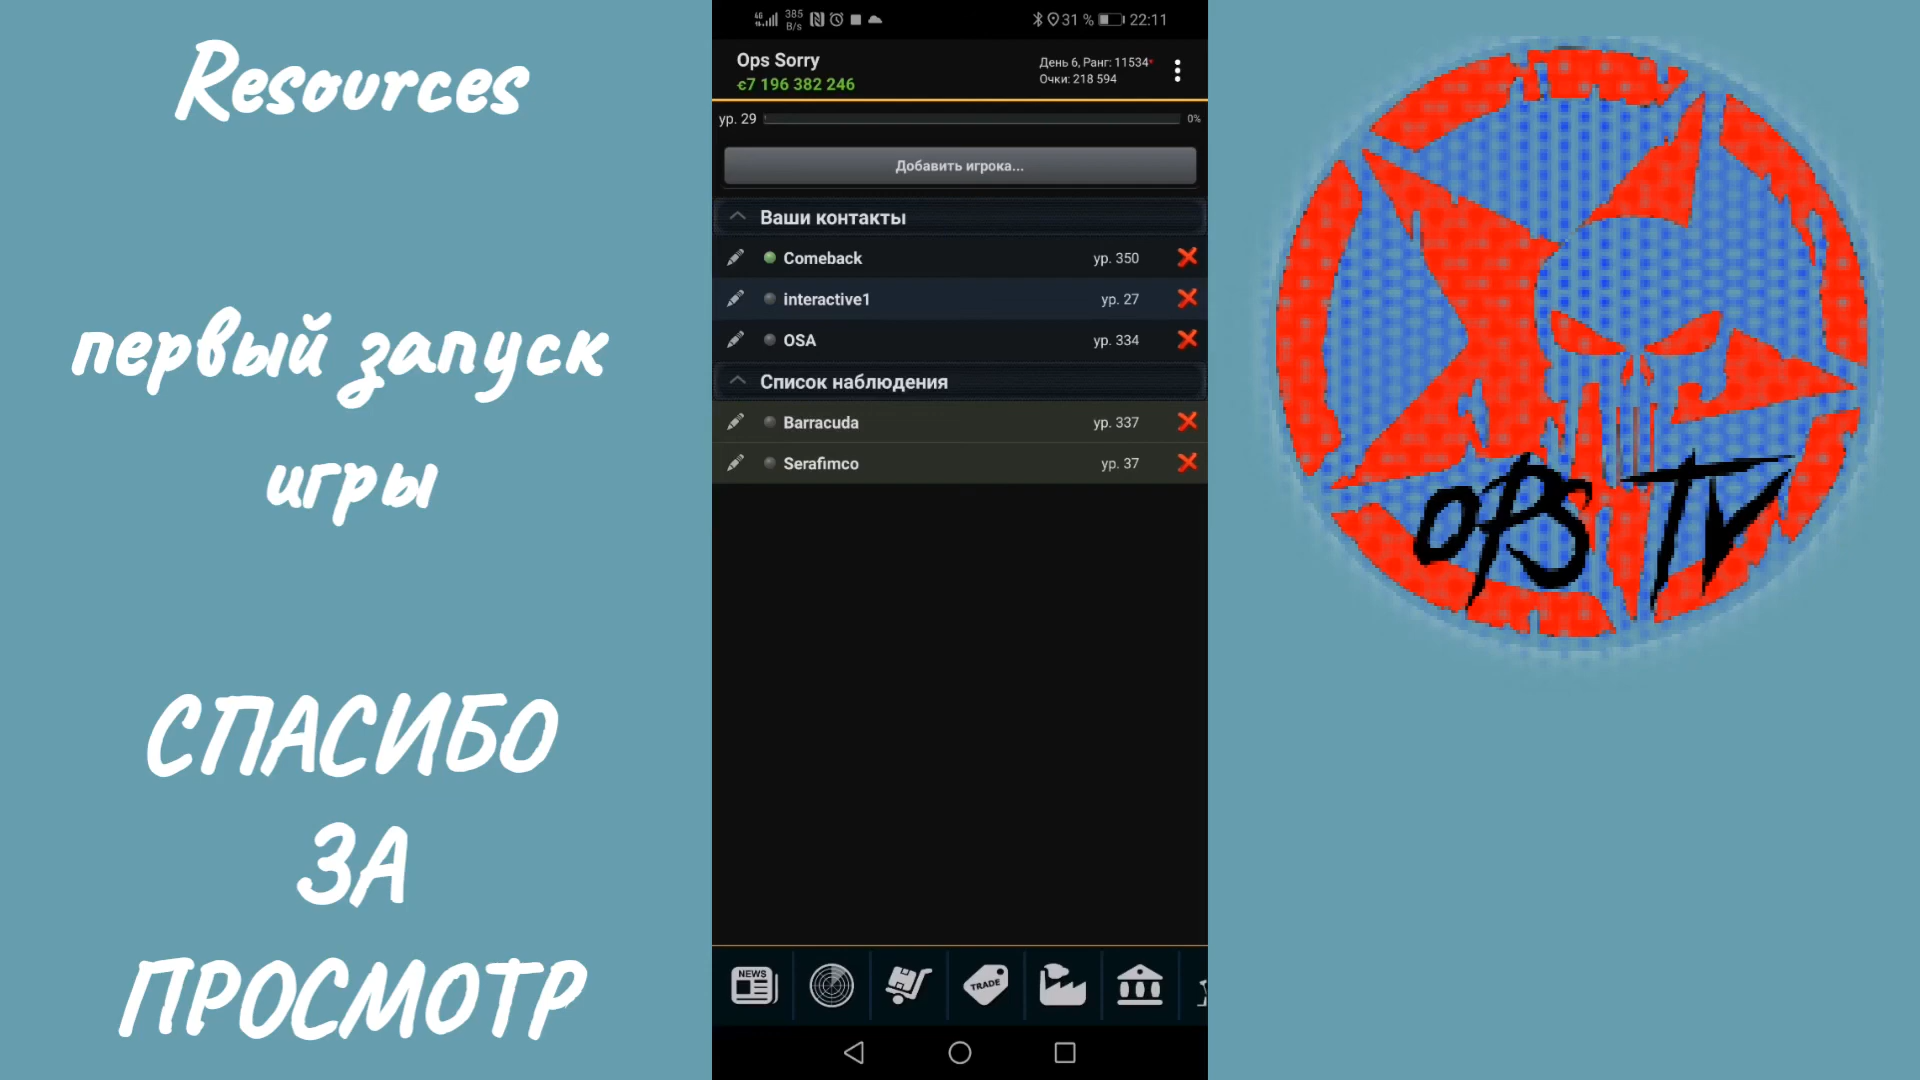 Resources
первый запуск
игры
СПАСИБО
ЗА
ПРОСМОТР
4G 385 B/s 31 % 22:11
Ops Sorry
День 6, Ранг: 11534*
€7 196 382 246
Очки: 218 594
ур. 29 0%
Добавить игрока...
Ваши контакты
Comeback ур. 350
interactive1 ур. 27
OSA ур. 334
Список наблюдения
Barracuda ур. 337
Serafimco ур. 37
NEWS
TRADE
OPS TV